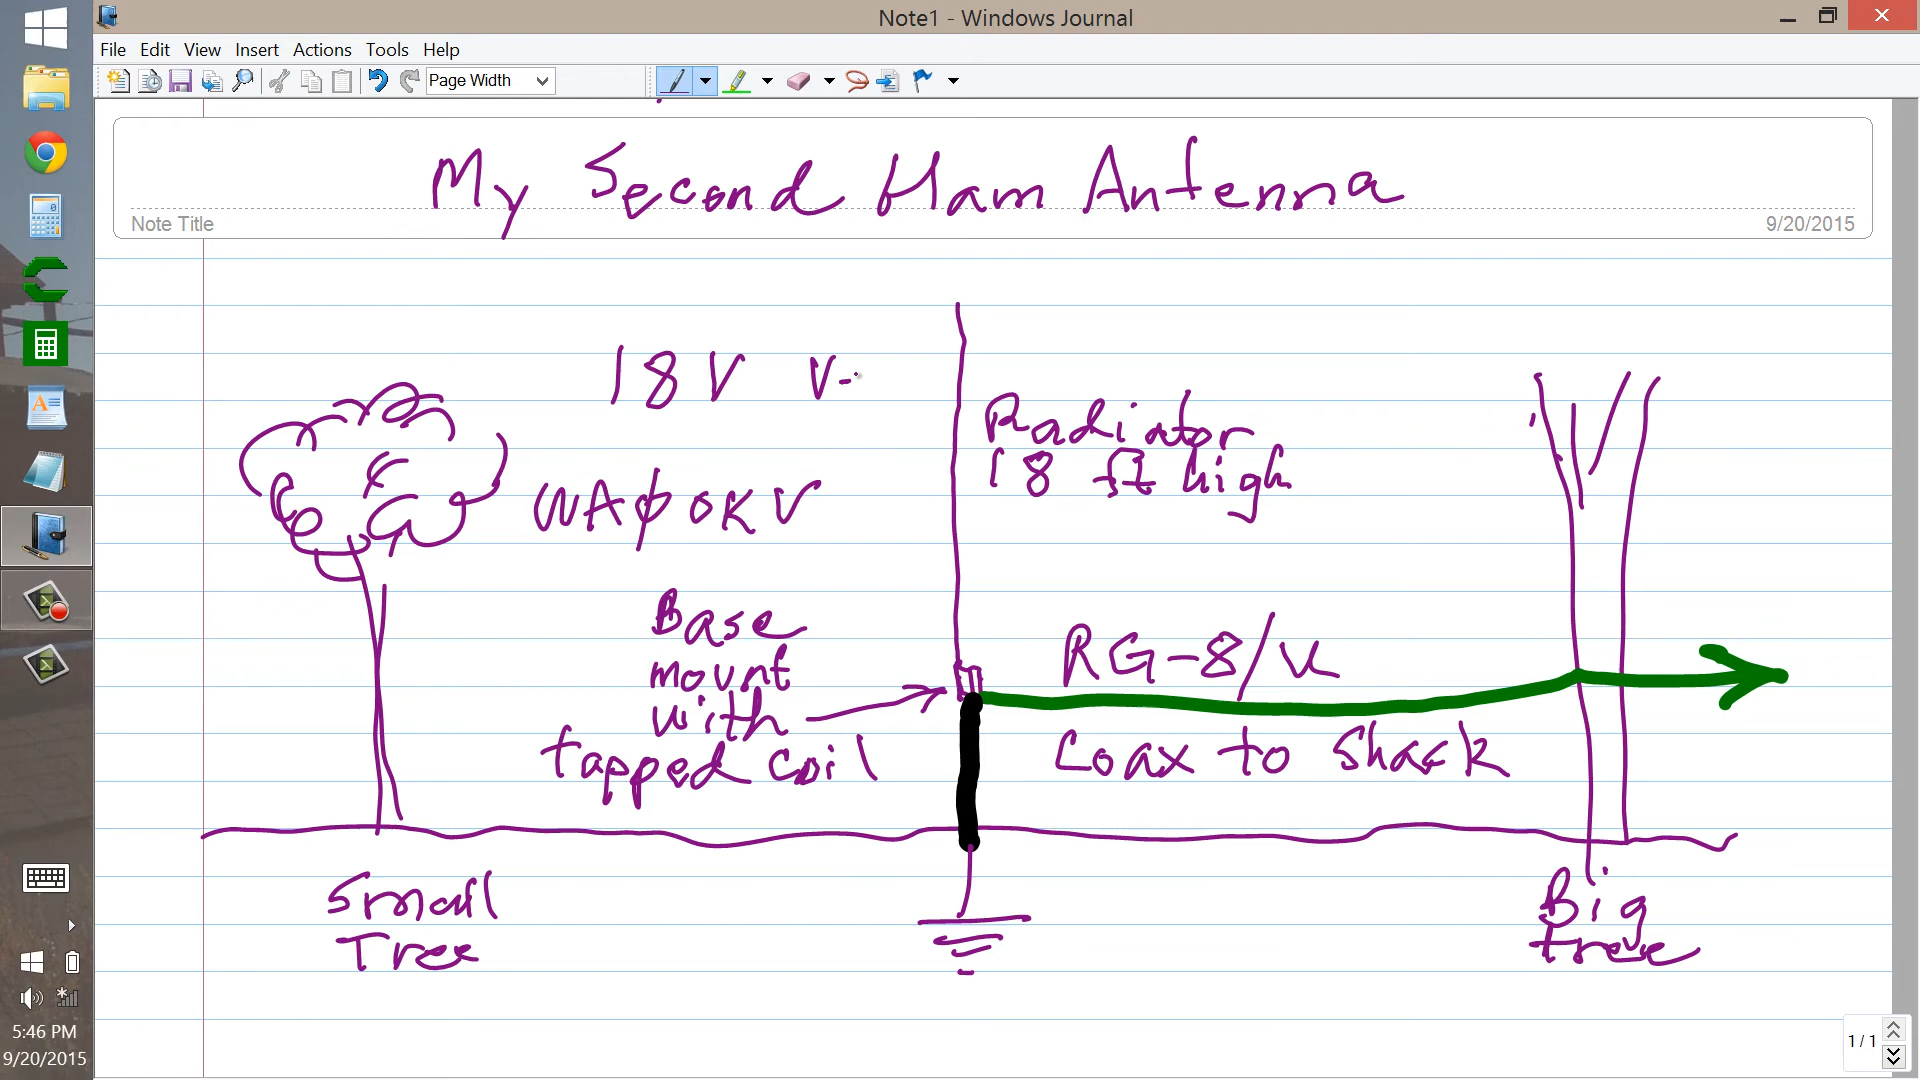 Note1 - Windows Journal
File Edit View Insert Actions Tools Help
Page Width
My Second Ham Antenna
Note Title
9/20/2015
18V V-
Radiator
18 ft high
WAØOKV
Base
mount
with
tapped coil
RG-8/U
Coax to Shack
Small
Tree
Big
tree
5:46 PM
9/20/2015
1 / 1